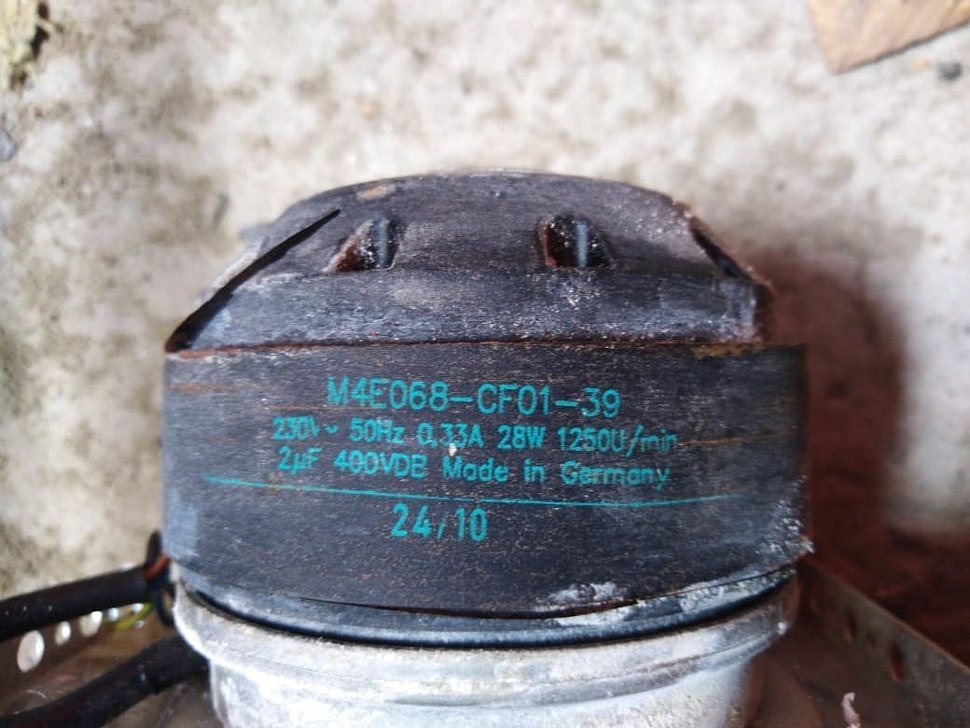 M4E068-CF01-39
230V~ 50Hz 0,33A 28W 1250U/min
2µF 400VDB Made in Germany
24/10